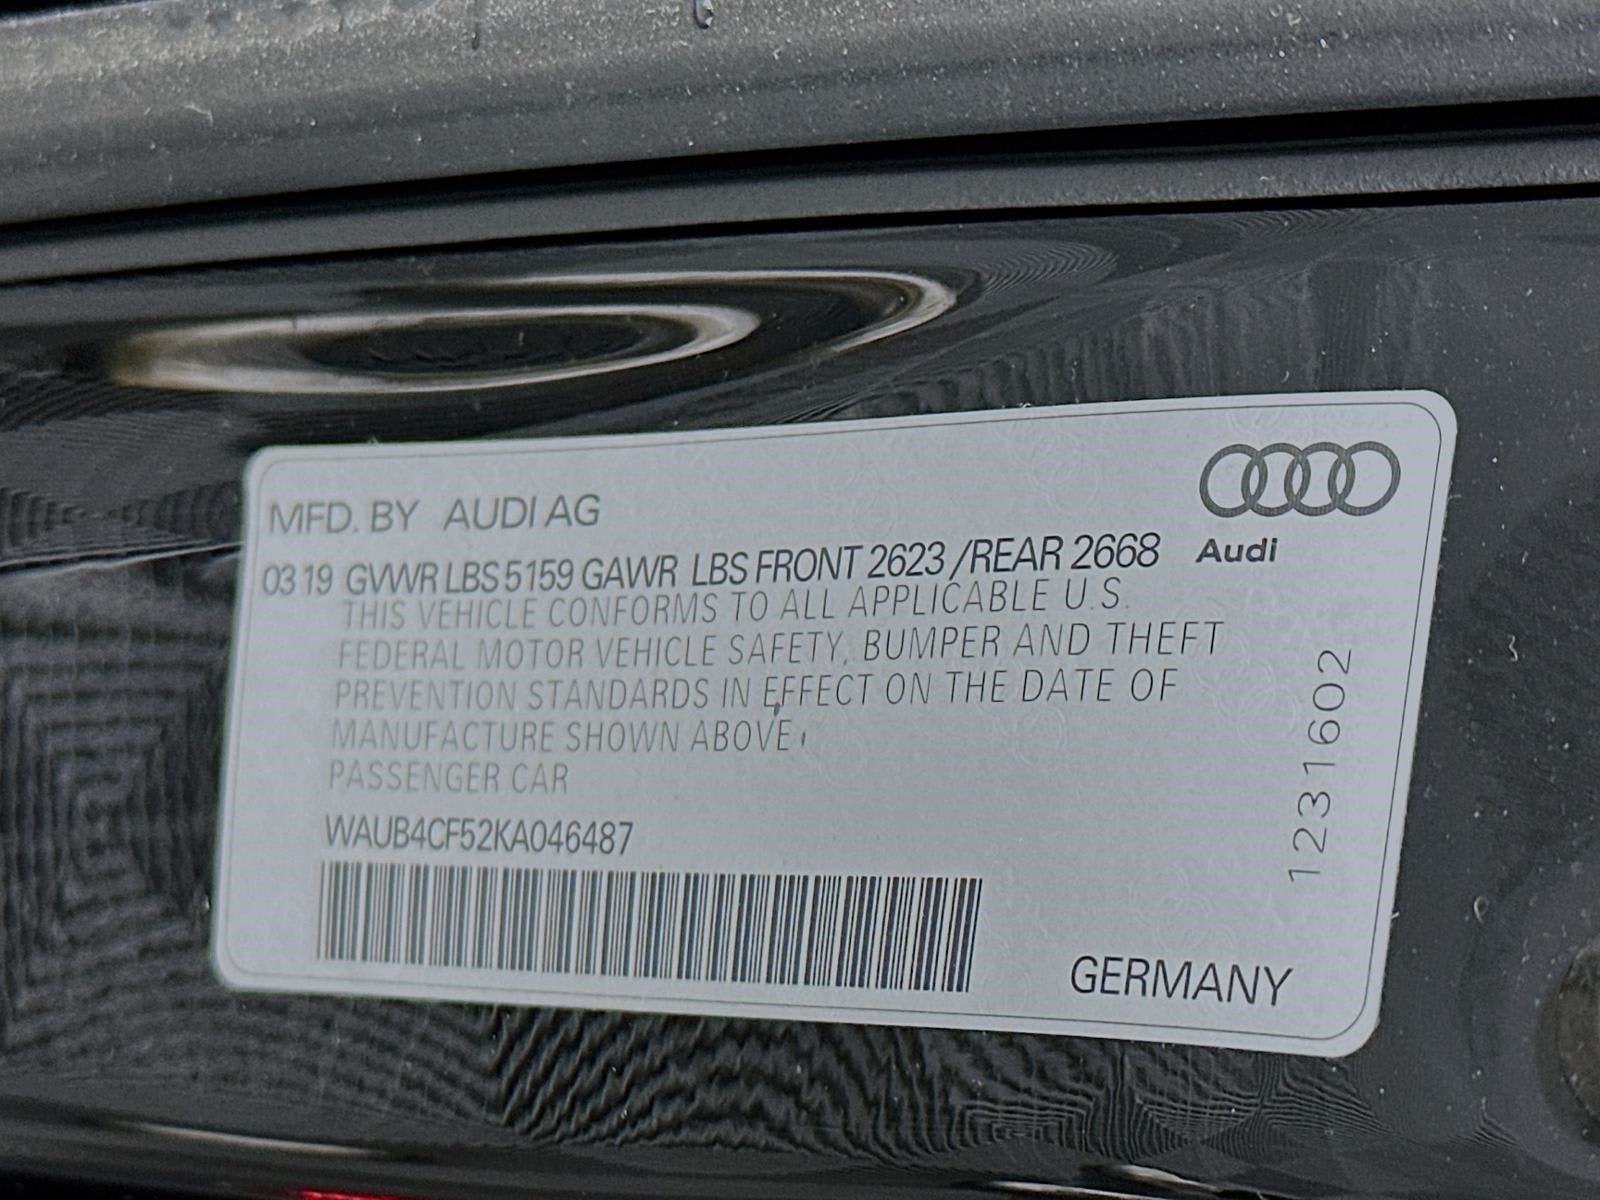 MFD. BY AUDI AG
03 19 GVWR LBS 5159 GAWR LBS FRONT 2623 /REAR 2668
Audi
THIS VEHICLE CONFORMS TO ALL APPLICABLE U.S.
FEDERAL MOTOR VEHICLE SAFETY, BUMPER AND THEFT
PREVENTION STANDARDS IN EFFECT ON THE DATE OF
MANUFACTURE SHOWN ABOVE.
PASSENGER CAR
WAUB4CF52KA046487
1231602
GERMANY